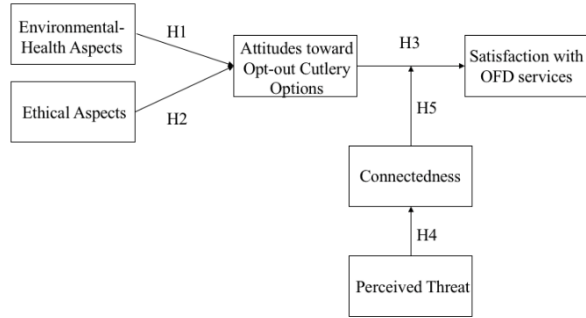 Environmental-
Health Aspects
H1
Ethical Aspects
H2
Attitudes toward
Opt-out Cutlery
Options
H3
Satisfaction with
OFD services
H5
Connectedness
H4
Perceived Threat